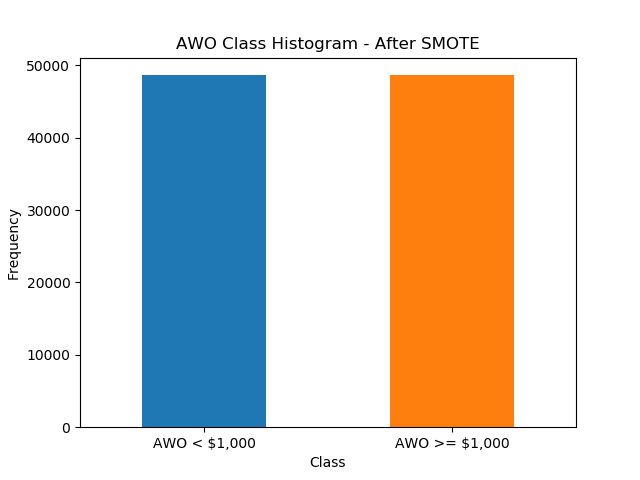 AWO Class Histogram - After SMOTE
50000
40000
30000
20000
10000
0
Frequency
AWO < $1,000
AWO >= $1,000
Class